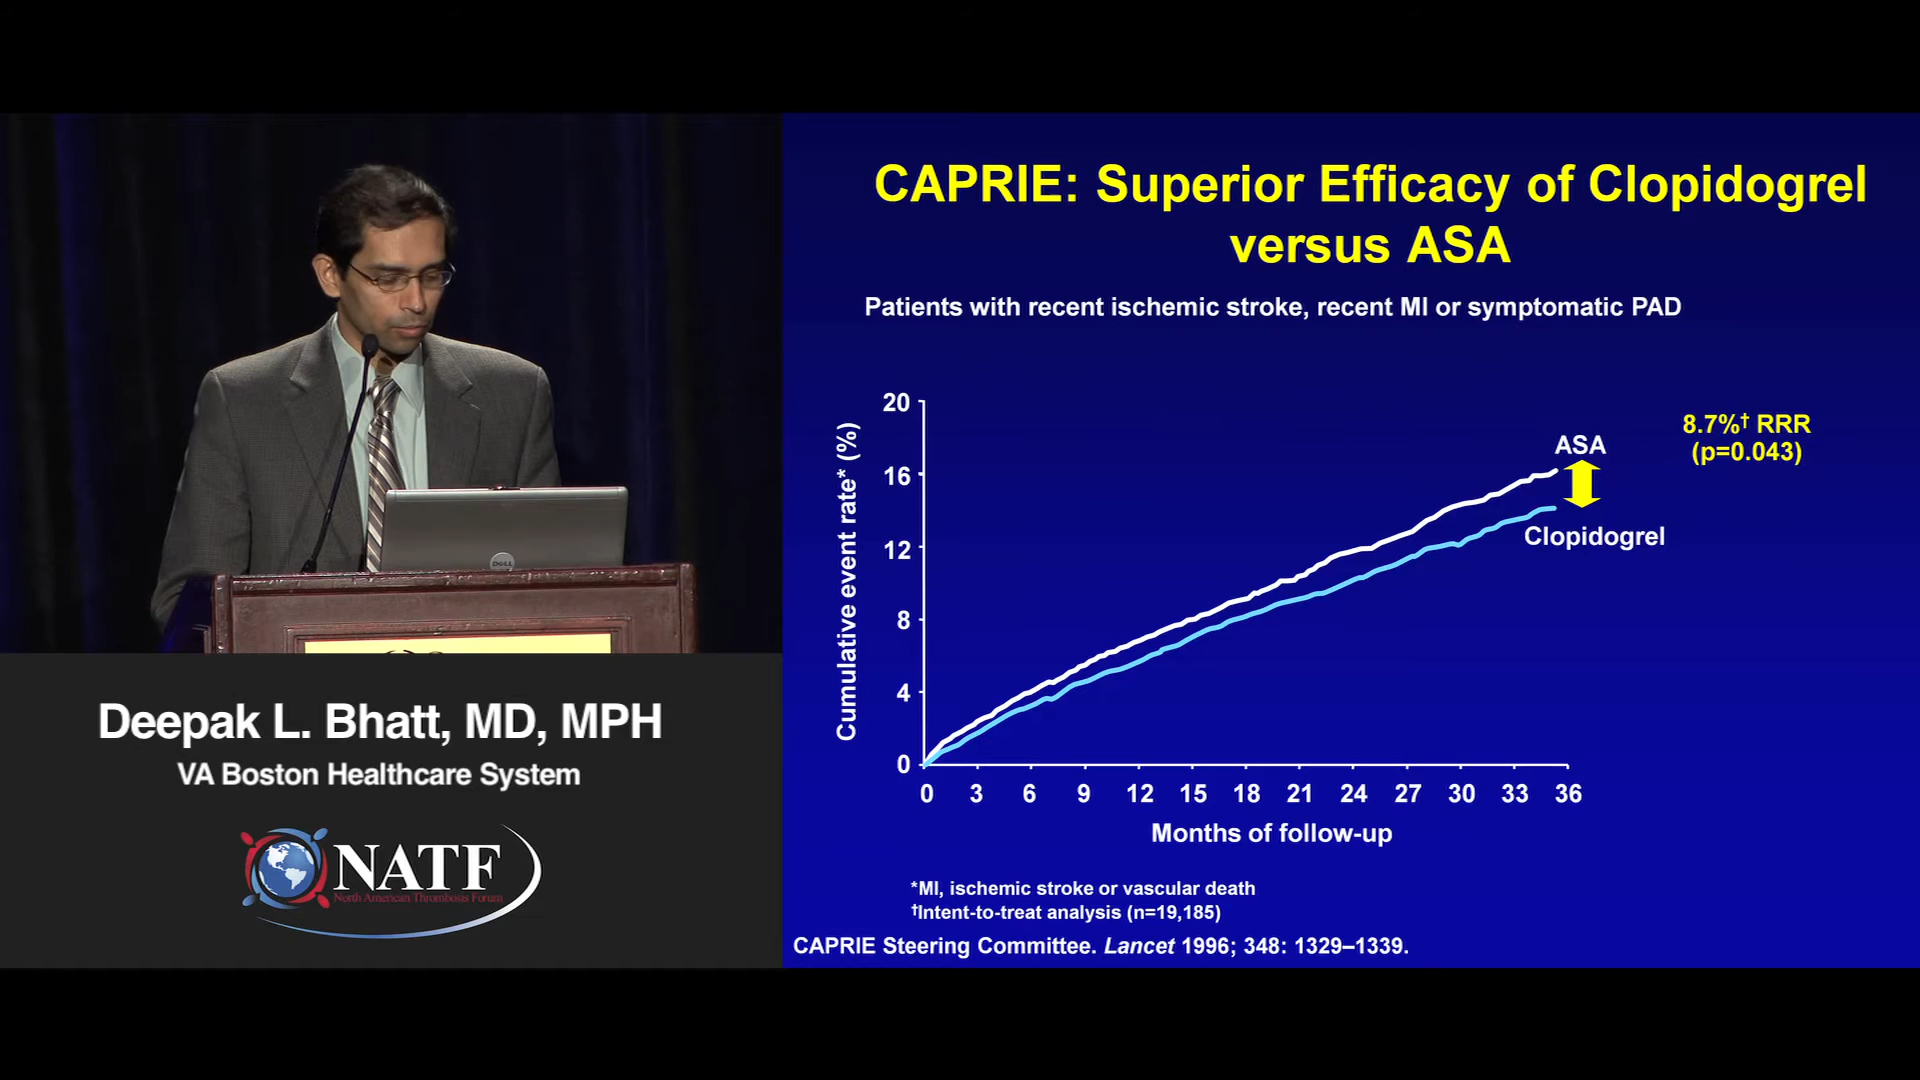 CAPRIE: Superior Efficacy of Clopidogrel
versus ASA
Patients with recent ischemic stroke, recent MI or symptomatic PAD
Cumulative event rate* (%)
20
16
12
8
4
0
ASA
Clopidogrel
8.7%† RRR
(p=0.043)
0 3 6 9 12 15 18 21 24 27 30 33 36
Months of follow-up
*MI, ischemic stroke or vascular death
†Intent-to-treat analysis (n=19,185)
CAPRIE Steering Committee. Lancet 1996; 348: 1329–1339.
DELL
Deepak L. Bhatt, MD, MPH
VA Boston Healthcare System
NATF
North American Thrombosis Forum